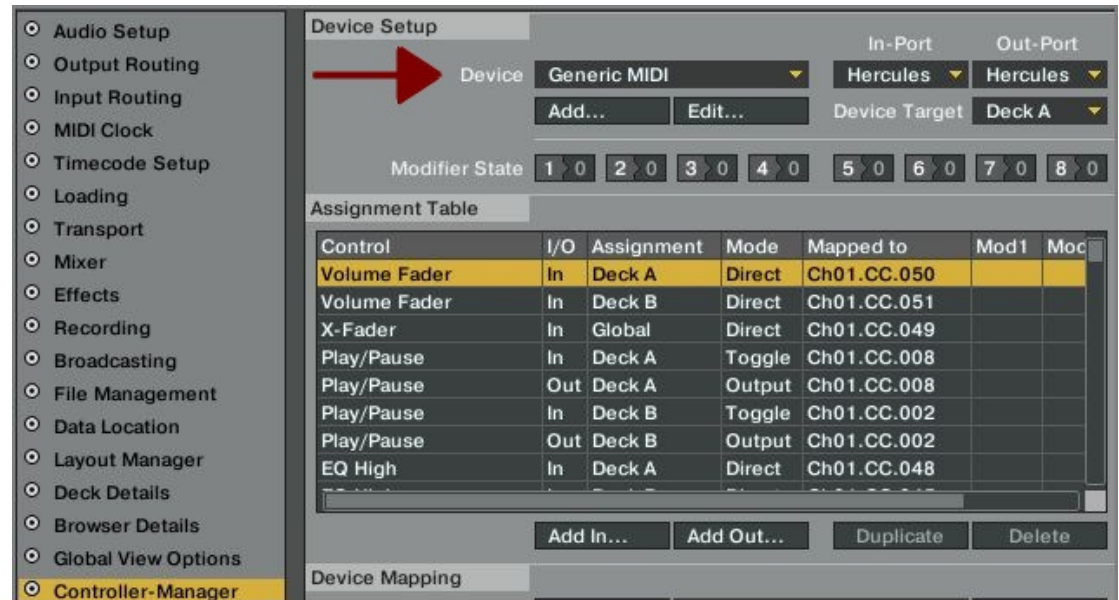 Audio Setup
Output Routing
Input Routing
MIDI Clock
Timecode Setup
Loading
Transport
Mixer
Effects
Recording
Broadcasting
File Management
Data Location
Layout Manager
Deck Details
Browser Details
Global View Options
Controller-Manager
Device Setup
In-Port Out-Port
Device Generic MIDI Hercules Hercules
Add... Edit... Device Target Deck A
Modifier State 1 0 2 0 3 0 4 0 5 0 6 0 7 0 8 0
Assignment Table
Control I/O Assignment Mode Mapped to Mod1 Mod
Volume Fader In Deck A Direct Ch01.CC.050
Volume Fader In Deck B Direct Ch01.CC.051
X-Fader In Global Direct Ch01.CC.049
Play/Pause In Deck A Toggle Ch01.CC.008
Play/Pause Out Deck A Output Ch01.CC.008
Play/Pause In Deck B Toggle Ch01.CC.002
Play/Pause Out Deck B Output Ch01.CC.002
EQ High In Deck A Direct Ch01.CC.048
Add In... Add Out... Duplicate Delete
Device Mapping